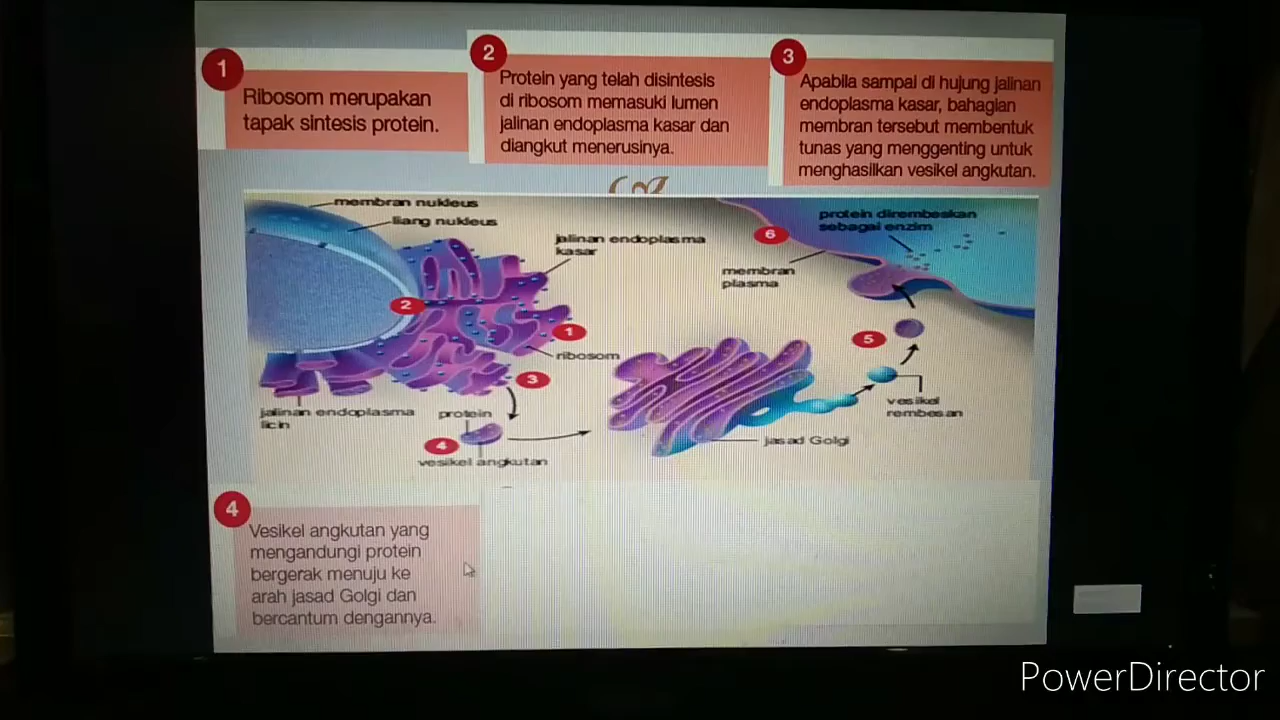 1
Ribosom merupakan
tapak sintesis protein.
2
Protein yang telah disintesis
di ribosom memasuki lumen
jalinan endoplasma kasar dan
diangkut menerusinya.
3
Apabila sampai di hujung jalinan
endoplasma kasar, bahagian
membran tersebut membentuk
tunas yang menggenting untuk
menghasilkan vesikel angkutan.
membran nukleus
liang nukleus
jalinan endoplasma
kasar
2
1
ribosom
3
jalinan endoplasma
licin
protein
4
vesikel angkutan
6
protein dirembeskan
sebagai enzim
membran
plasma
5
vesikel
rembesan
jasad Golgi
4
Vesikel angkutan yang
mengandungi protein
bergerak menuju ke
arah jasad Golgi dan
bercantum dengannya.
PowerDirector